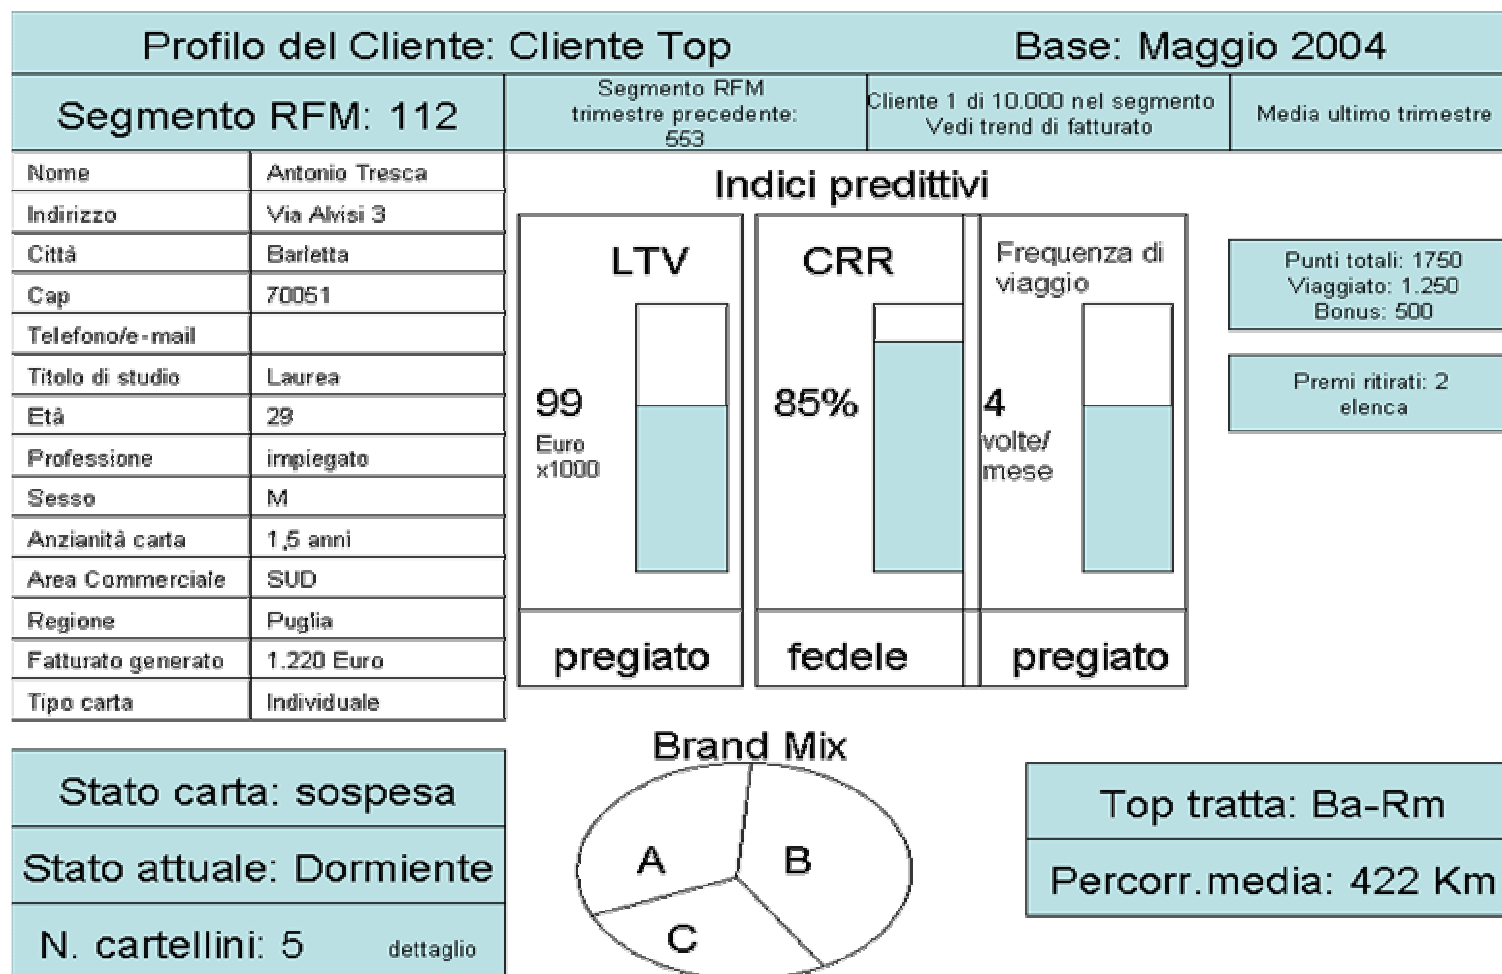 Profilo del Cliente: Cliente Top
Base: Maggio 2004
Segmento RFM: 112
Segmento RFM
trimestre precedente:
553
Cliente 1 di 10.000 nel segmento
Vedi trend di fatturato
Media ultimo trimestre
Nome Antonio Tresca
Indirizzo Via Alvisi 3
Città Barletta
Cap 70051
Telefono/e-mail
Titolo di studio Laurea
Età 29
Professione impiegato
Sesso M
Anzianità carta 1,5 anni
Area Commerciale SUD
Regione Puglia
Fatturato generato 1.220 Euro
Tipo carta Individuale
Indici predittivi
LTV
99
Euro
x1000
pregiato
CRR
85%
fedele
Frequenza di
viaggio
4
volte/
mese
pregiato
Punti totali: 1750
Viaggiato: 1.250
Bonus: 500
Premi ritirati: 2
elenca
Stato carta: sospesa
Stato attuale: Dormiente
N. cartellini: 5 dettaglio
Brand Mix
A
B
C
Top tratta: Ba-Rm
Percorr.media: 422 Km